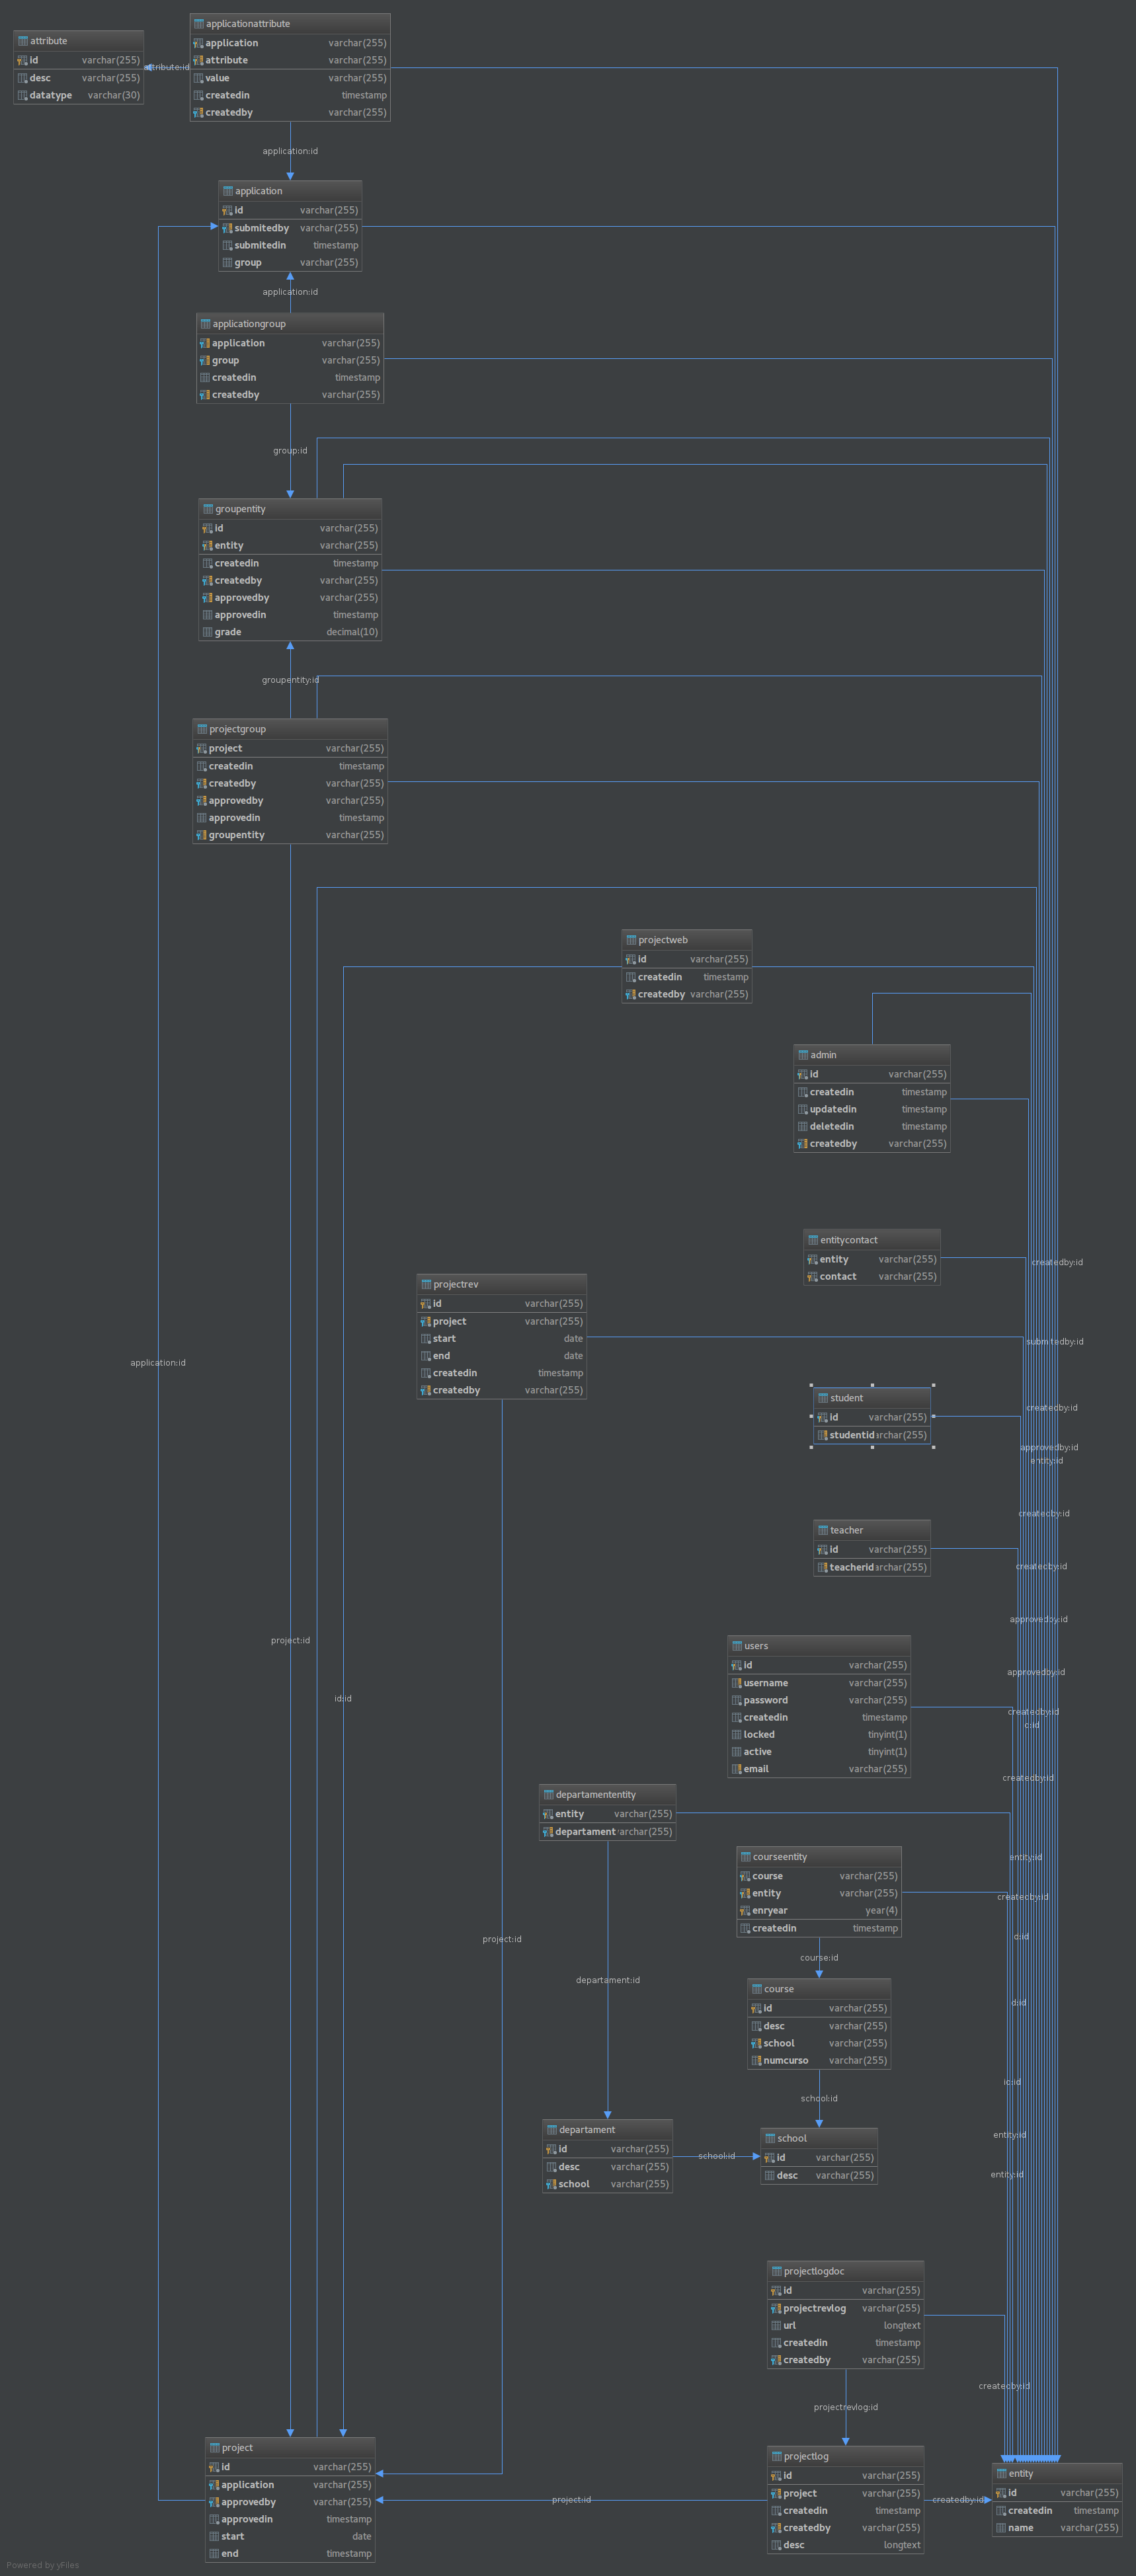 applicationattribute
application varchar(255)
attribute varchar(255)
value varchar(255)
createdin timestamp
createdby varchar(255)
attribute
id varchar(255)
desc varchar(255)
datatype varchar(30)
attribute:id
application:id
application
id varchar(255)
submitedby varchar(255)
submitedin timestamp
group varchar(255)
application:id
applicationgroup
application varchar(255)
group varchar(255)
createdin timestamp
createdby varchar(255)
group:id
groupentity
id varchar(255)
entity varchar(255)
createdin timestamp
createdby varchar(255)
approvedby varchar(255)
approvedin timestamp
grade decimal(10)
groupentity:id
projectgroup
project varchar(255)
createdin timestamp
createdby varchar(255)
approvedby varchar(255)
approvedin timestamp
groupentity varchar(255)
projectweb
id varchar(255)
createdin timestamp
createdby varchar(255)
admin
id varchar(255)
createdin timestamp
updatedin timestamp
deletedin timestamp
createdby varchar(255)
entitycontact
entity varchar(255)
contact varchar(255)
createdby:id
projectrev
id varchar(255)
project varchar(255)
start date
end date
createdin timestamp
createdby varchar(255)
submitedby:id
application:id
student
id varchar(255)
studentid
createdby:id
approvedby:id
entity:id
createdby:id
teacher
id varchar(255)
teacherid
createdby:id
approvedby:id
project:id
users
id varchar(255)
username varchar(255)
password varchar(255)
createdin timestamp
locked tinyint(1)
active tinyint(1)
email varchar(255)
approvedby:id
id:id
createdby:id
createdby:id
departamententity
entity varchar(255)
departament
courseentity
course varchar(255)
entity varchar(255)
enryear year(4)
createdin timestamp
entity:id
createdby:id
project:id
course:id
departament:id
course
id varchar(255)
desc varchar(255)
school varchar(255)
numcurso varchar(255)
school:id
entity:id
departament
id varchar(255)
desc varchar(255)
school varchar(255)
school:id
school
id varchar(255)
desc varchar(255)
entity:id
projectlogdoc
id varchar(255)
projectrevlog varchar(255)
url longtext
createdin timestamp
createdby varchar(255)
createdby:id
projectrevlog:id
project
id varchar(255)
application varchar(255)
approvedby varchar(255)
approvedin timestamp
start date
end timestamp
project:id
projectlog
id varchar(255)
project varchar(255)
createdin timestamp
createdby varchar(255)
desc longtext
createdby:id
entity
id varchar(255)
createdin timestamp
name varchar(255)
Powered by yFiles